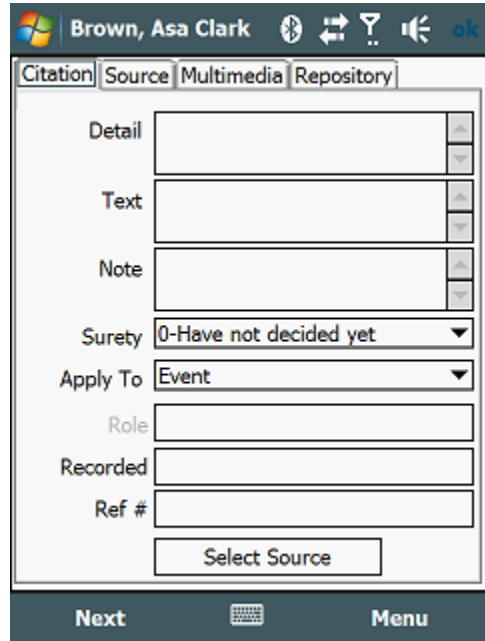 Brown, Asa Clark ok
Citation Source Multimedia Repository
Detail
Text
Note
Surety 0-Have not decided yet
Apply To Event
Role
Recorded
Ref #
Select Source
Next Menu